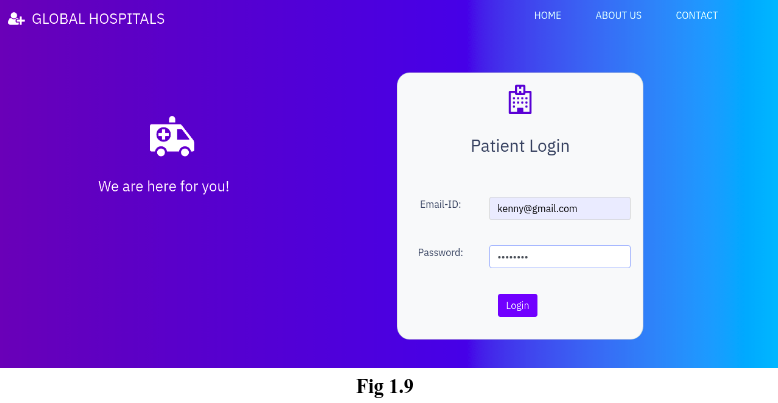 GLOBAL HOSPITALS
HOME ABOUT US CONTACT
We are here for you!
H
Patient Login
Email-ID: kenny@gmail.com
Password: ••••••••
Login
Fig 1.9